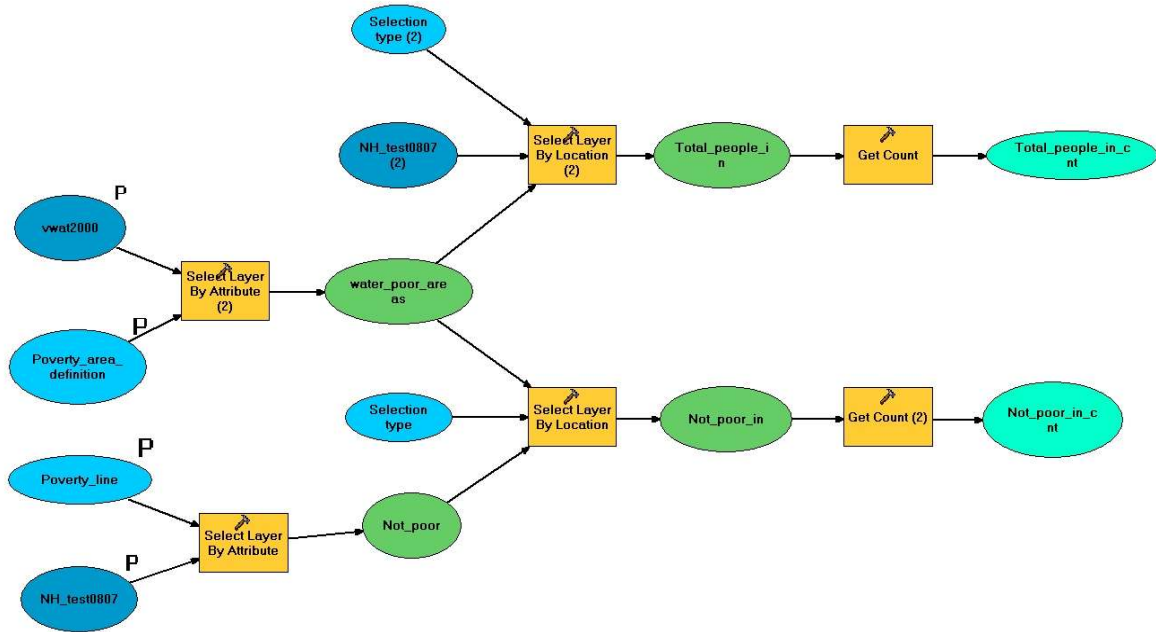 Selection
type (2)
NH_test0807
(2)
Select Layer
By Location
(2)
Total_people_i
n
Get Count
Total_people_in_c
nt
P
vwat2000
Select Layer
By Attribute
(2)
water_poor_are
as
P
Poverty_area_
definition
Selection
type
Select Layer
By Location
Not_poor_in
Get Count (2)
Not_poor_in_c
nt
P
Poverty_line
Select Layer
By Attribute
Not_poor
P
NH_test0807